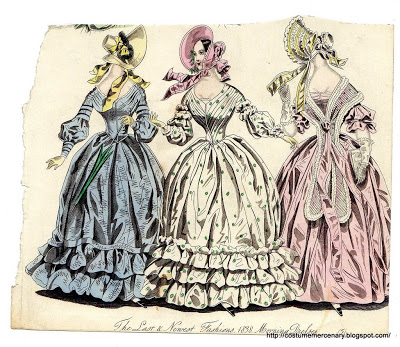 The Last & Newest Fashions, 1838, Morning Dresses
http://costumemercenary.blogspot.com/